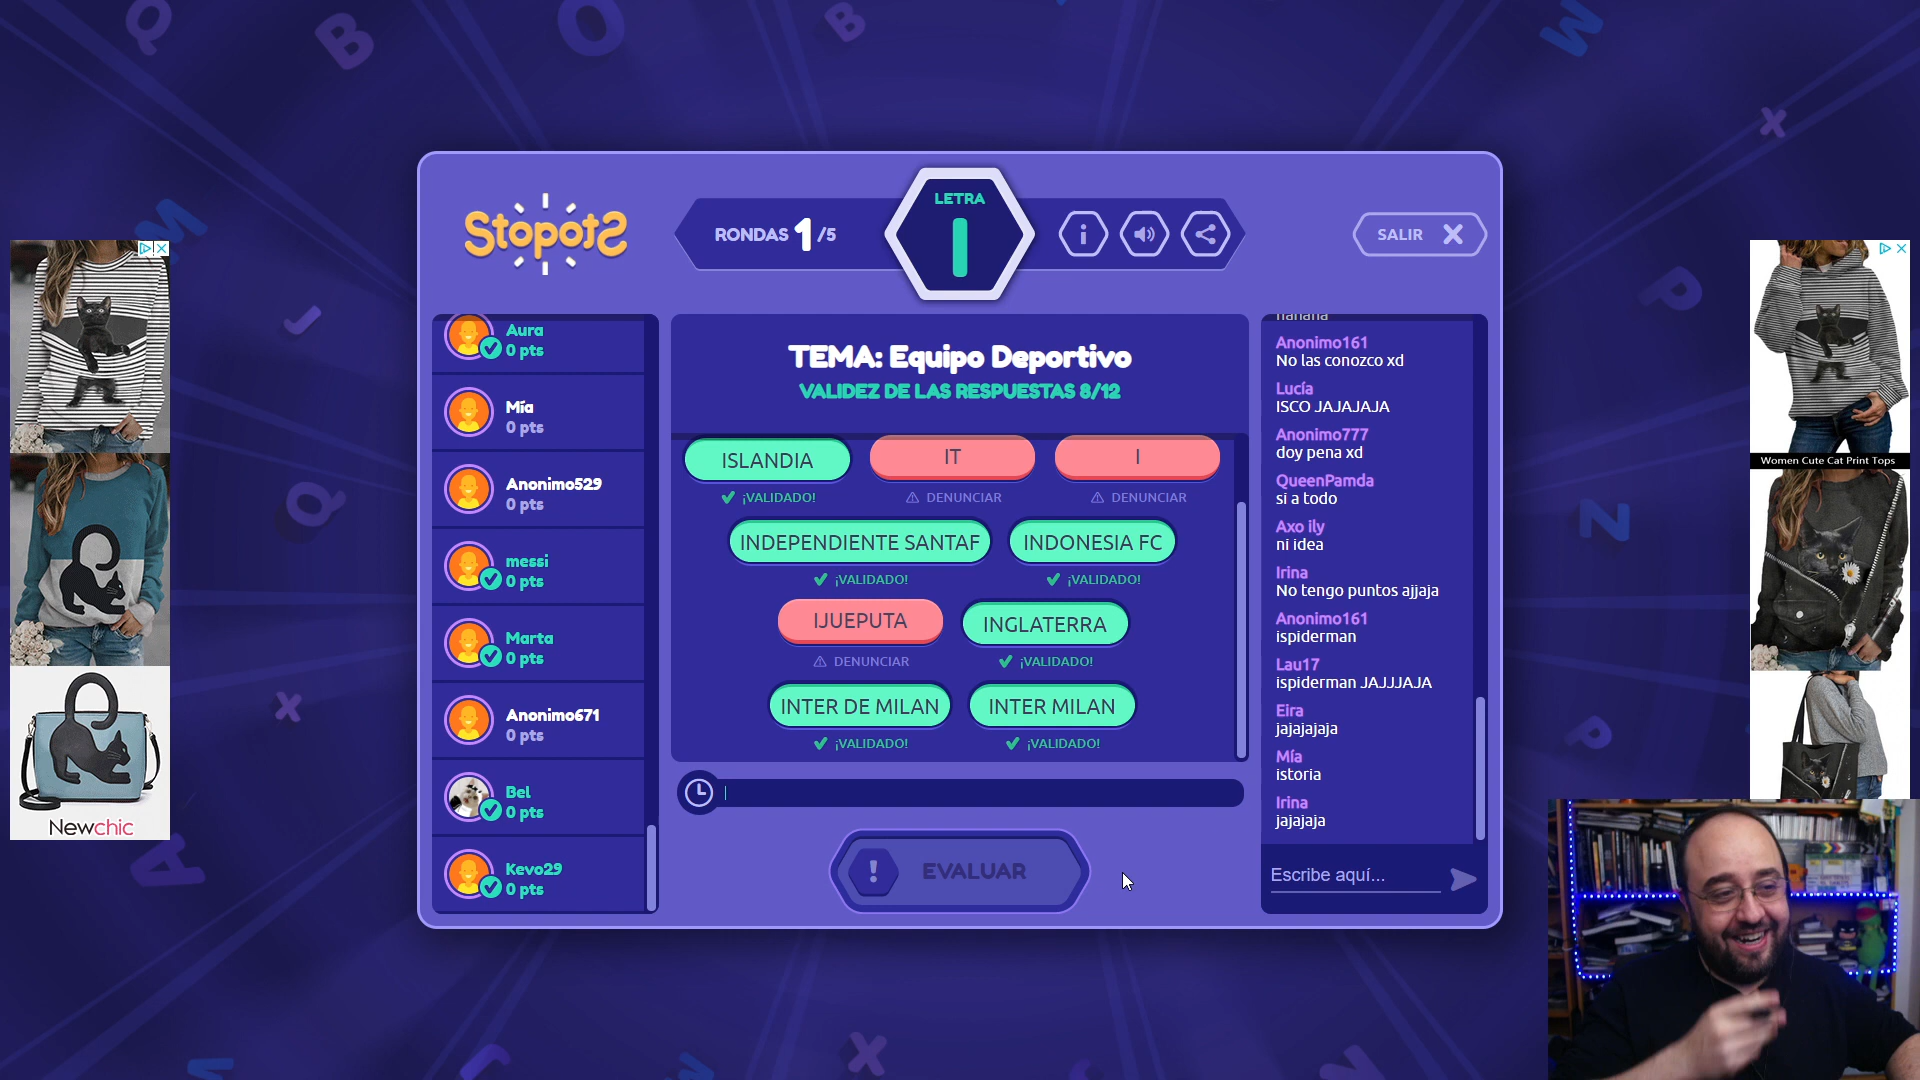 StopotS
RONDAS 1/5
LETRA
I
SALIR
Aura
0 pts
Mía
0 pts
Anonimo529
0 pts
messi
0 pts
Marta
0 pts
Anonimo671
0 pts
Bel
0 pts
Kevo29
0 pts
TEMA: Equipo Deportivo
VALIDEZ DE LAS RESPUESTAS 8/12
ISLANDIA
IT
I
¡VALIDADO!
DENUNCIAR
DENUNCIAR
INDEPENDIENTE SANTAF
INDONESIA FC
¡VALIDADO!
¡VALIDADO!
IJUEPUTA
INGLATERRA
DENUNCIAR
¡VALIDADO!
INTER DE MILAN
INTER MILAN
¡VALIDADO!
¡VALIDADO!
EVALUAR
Anonimo161
No las conozco xd
Lucía
ISCO JAJAJAJA
Anonimo777
doy pena xd
QueenPamda
si a todo
Axo ily
ni idea
Irina
No tengo puntos ajjaja
Anonimo161
ispiderman
Lau17
ispiderman JAJJJAJA
Eira
jajajajaja
Mía
istoria
Irina
jajajaja
Escribe aquí...
Newchic
Women Cute Cat Print Tops